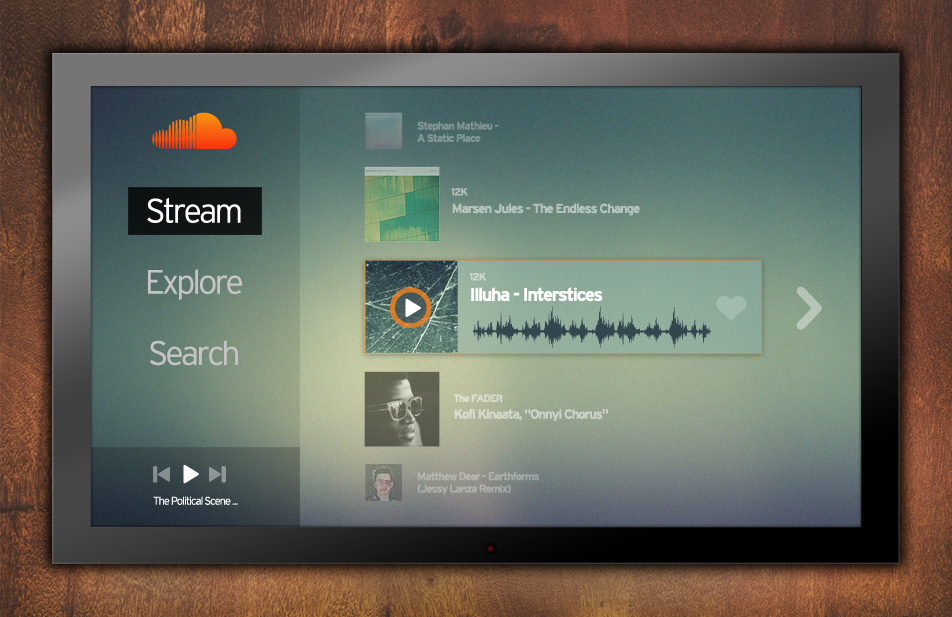 Stream
Explore
Search
The Political Scene ...
Stephan Mathieu -
A Static Place
12K
Marsen Jules - The Endless Change
12K
Illuha - Interstices
The FADER
Kofi Kinaata, "Onnyi Chorus"
Matthew Dear - Earthforms
(Jessy Lanza Remix)